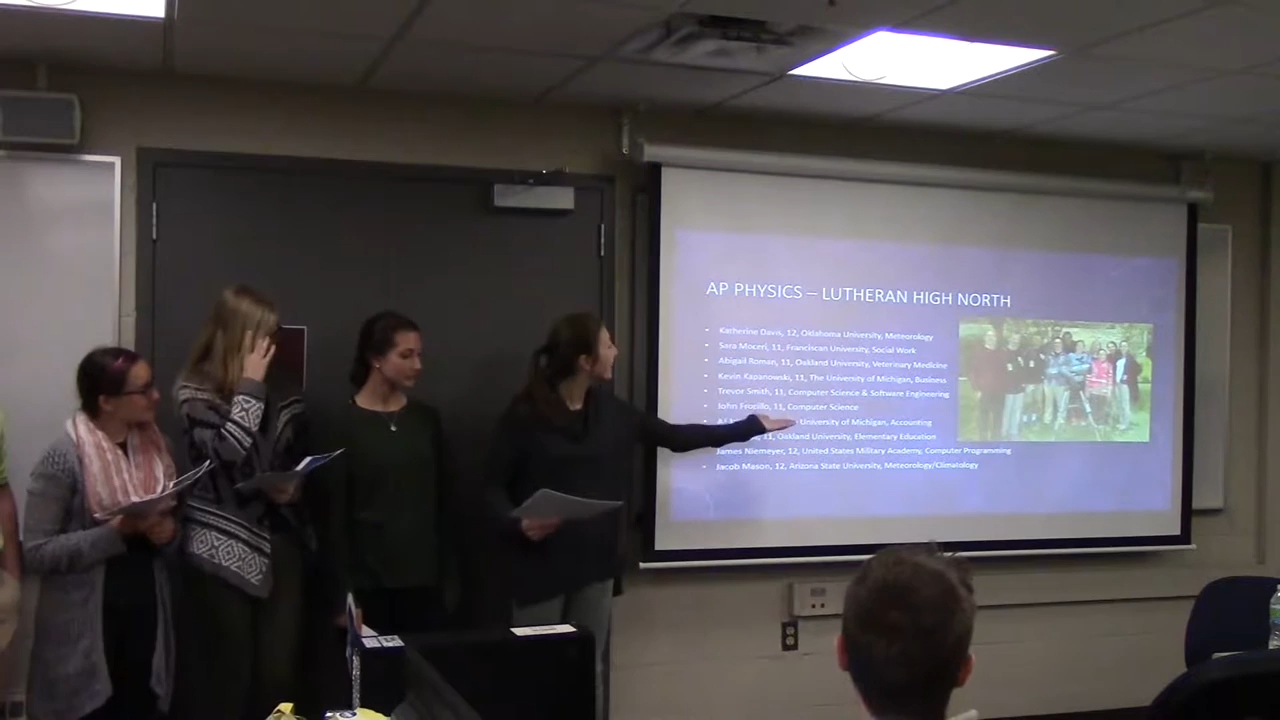 AP PHYSICS – LUTHERAN HIGH NORTH
• Katherine Davis, 12, Oklahoma University, Meteorology
• Sara Moceri, 11, Franciscan University, Social Work
• Abigail Roman, 11, Oakland University, Veterinary Medicine
• Kevin Kapanowski, 11, The University of Michigan, Business
• Trevor Smith, 11, Computer Science & Software Engineering
• John 11, Computer Science
University of Michigan, Accounting
11, Oakland University, Elementary Education
James Niemeyer, 12, United States Military Academy, Computer Programming
• Jacob Mason, 12, Arizona State University, Meteorology/Climatology